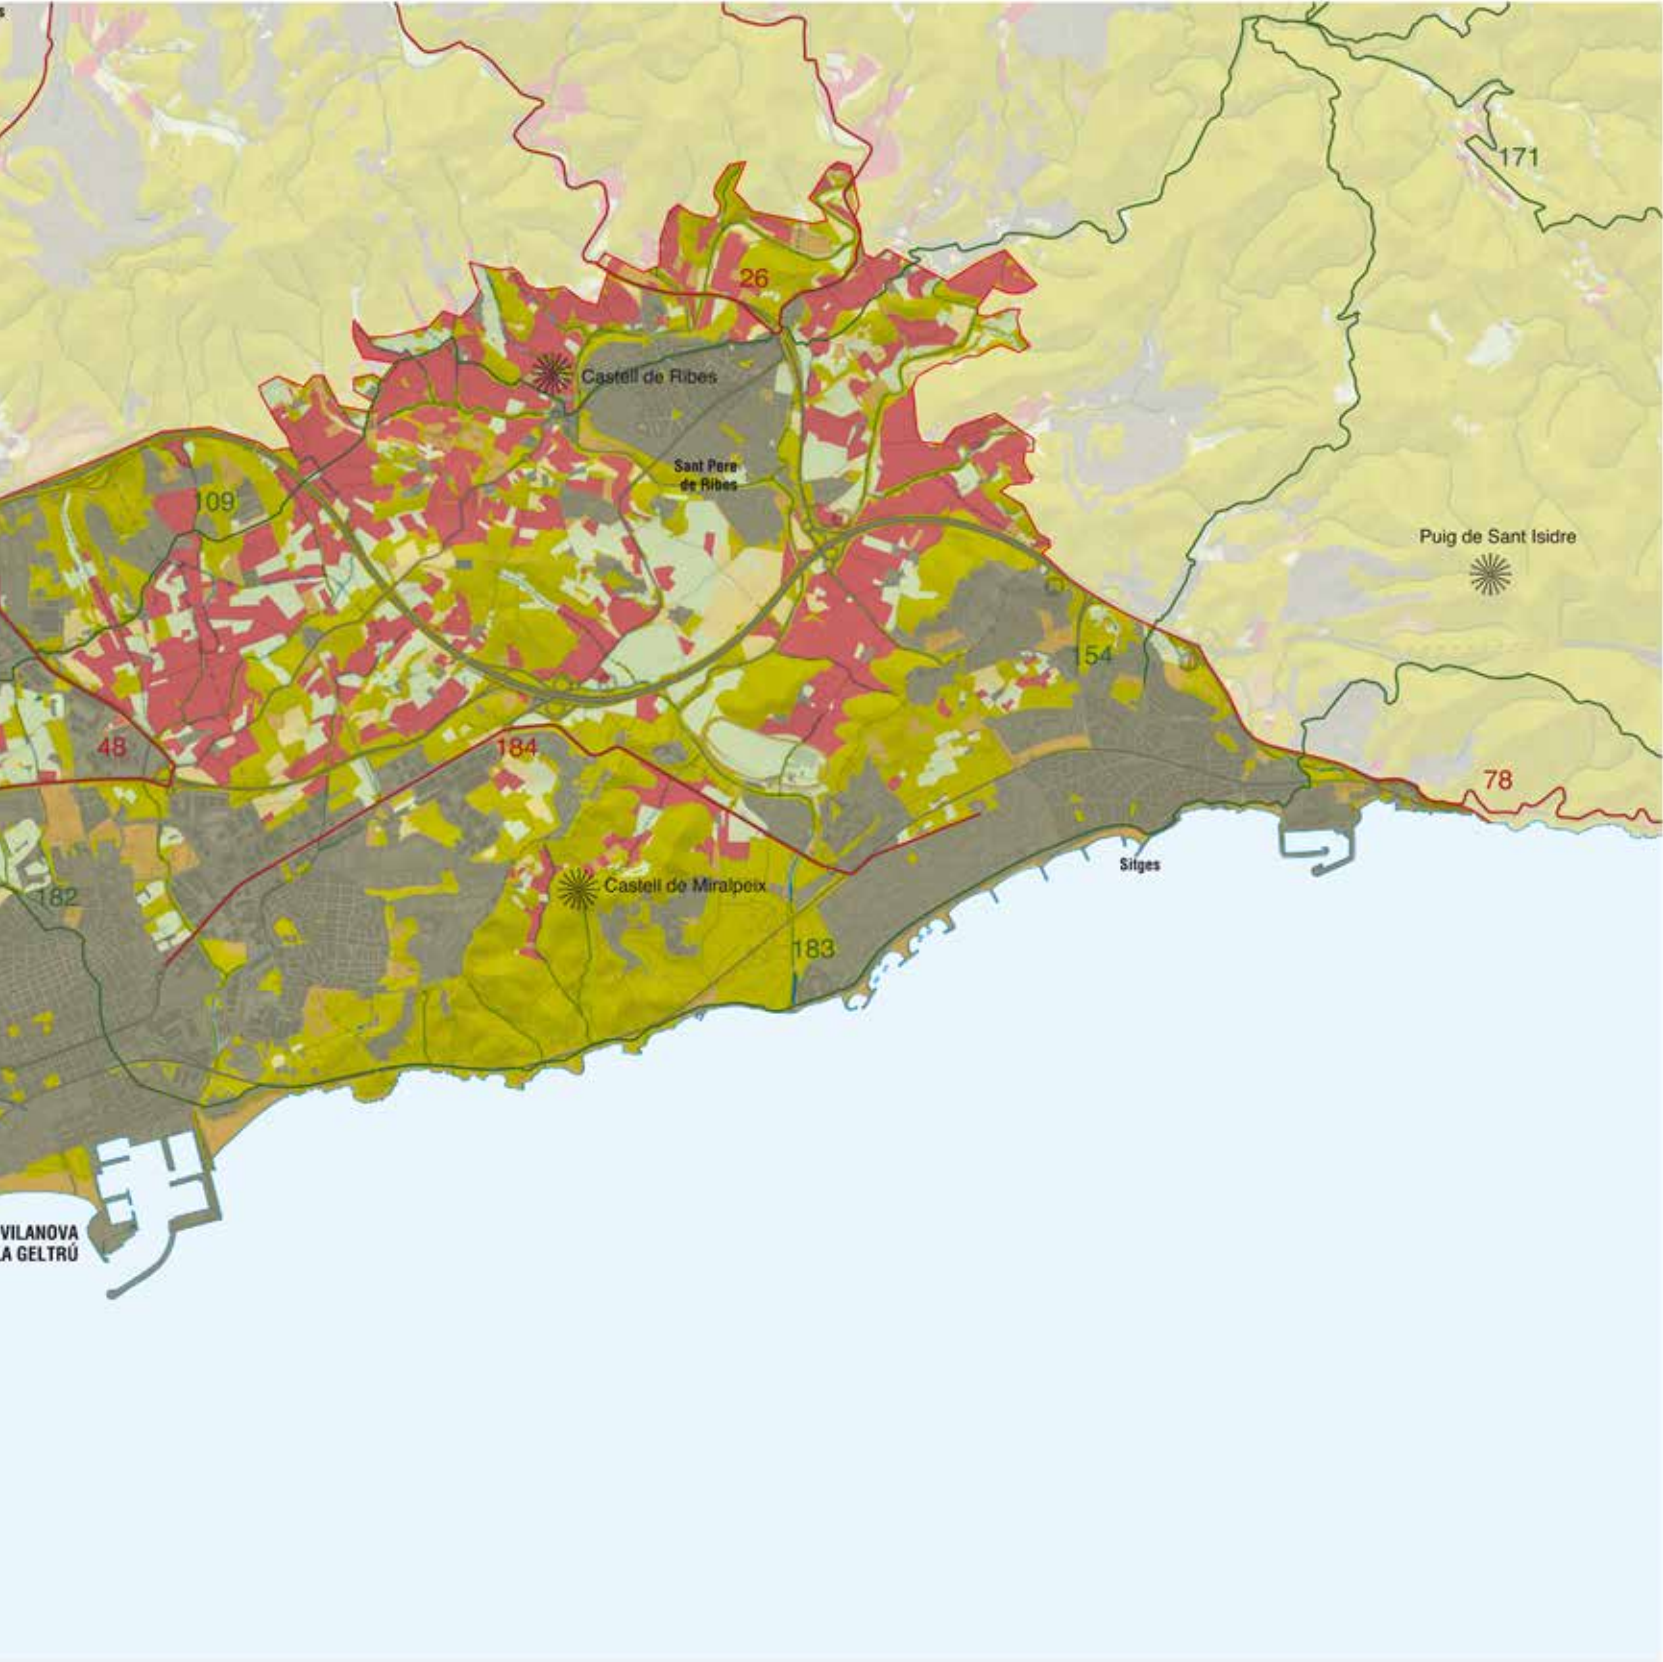 s
171
26
Castell de Ribes
Sant Pere
de Ribes
109
Puig de Sant Isidre
154
48
184
78
Sitges
182
Castell de Miralpeix
183
VILANOVA
LA GELTRÚ